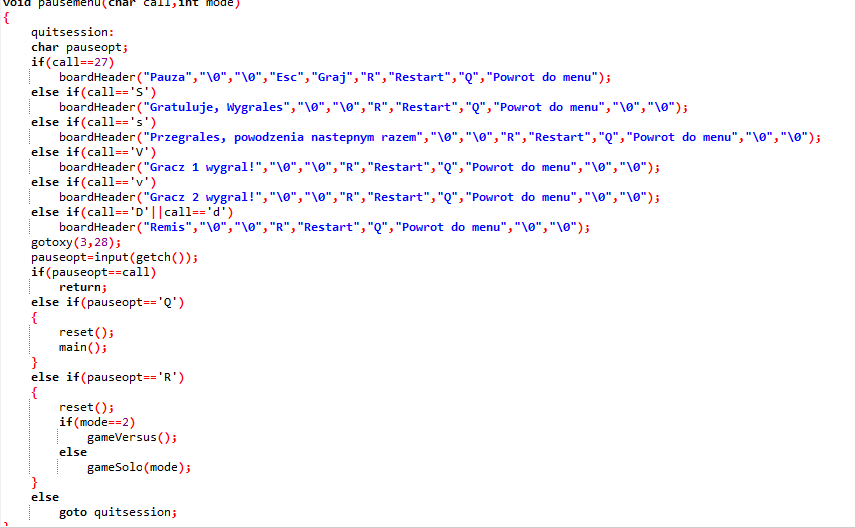 void pausemenu(char call,int mode)
{
quitsession:
char pauseopt;
if(call==27)
boardHeader("Pauza","\0","\0","Esc","Graj","R","Restart","Q","Powrot do menu");
else if(call=='S')
boardHeader("Gratuluje, Wygrales","\0","\0","R","Restart","Q","Powrot do menu","\0","\0");
else if(call=='s')
boardHeader("Przegrales, powodzenia nastepnym razem","\0","\0","R","Restart","Q","Powrot do menu","\0","\0");
else if(call=='V')
boardHeader("Gracz 1 wygral!","\0","\0","R","Restart","Q","Powrot do menu","\0","\0");
else if(call=='v')
boardHeader("Gracz 2 wygral!","\0","\0","R","Restart","Q","Powrot do menu","\0","\0");
else if(call=='D'||call=='d')
boardHeader("Remis","\0","\0","R","Restart","Q","Powrot do menu","\0","\0");
gotoxy(3,28);
pauseopt=input(getch());
if(pauseopt==call)
return;
else if(pauseopt=='Q')
{
reset();
main();
}
else if(pauseopt=='R')
{
reset();
if(mode==2)
gameVersus();
else
gameSolo(mode);
}
else
goto quitsession;
}